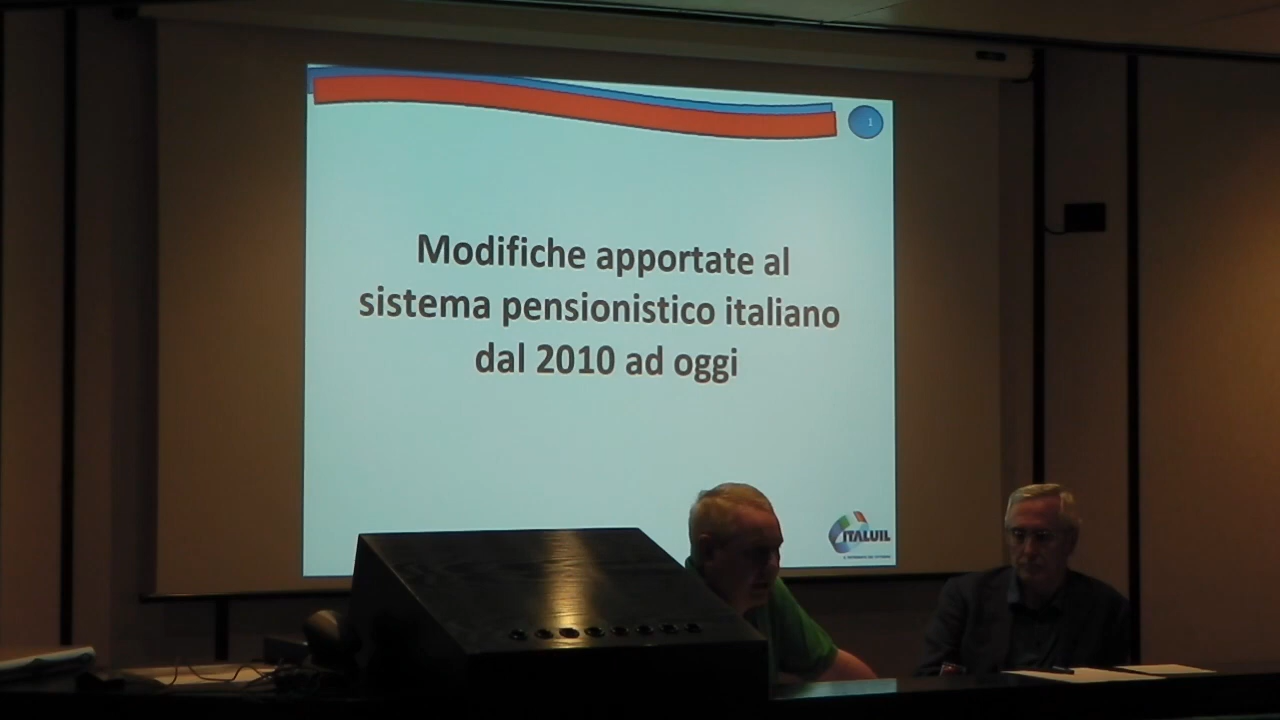 1
Modifiche apportate al
sistema pensionistico italiano
dal 2010 ad oggi
ITALUIL